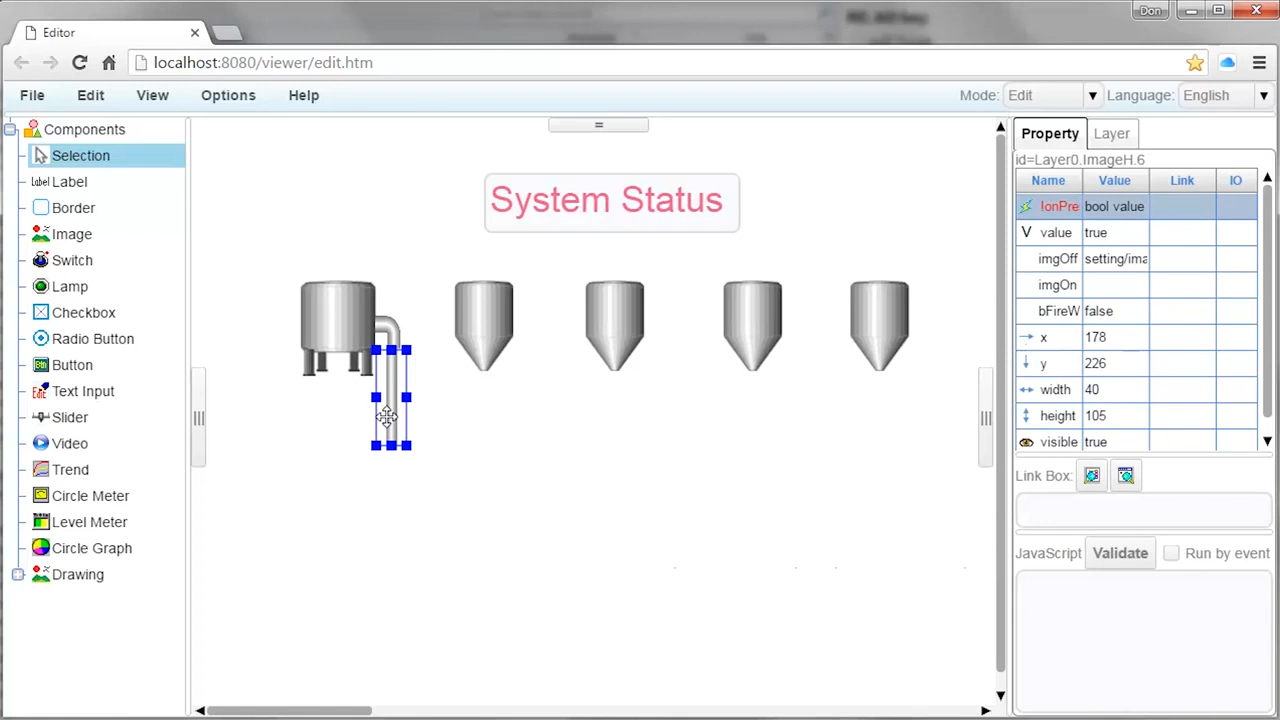 Don
Editor
localhost:8080/viewer/edit.htm
File Edit View Options Help Mode: Edit Language: English
Components
Selection
Label Label
Border
Image
Switch
Lamp
Checkbox
Radio Button
Button
Text Input
Slider
Video
Trend
Circle Meter
Level Meter
Circle Graph
Drawing
System Status
Property Layer
id=Layer0.ImageH.6
Name Value Link IO
!onPre bool value
V value true
imgOff setting/ima
imgOn
bFireW false
x 178
y 226
width 40
height 105
visible true
Link Box:
JavaScript Validate Run by event